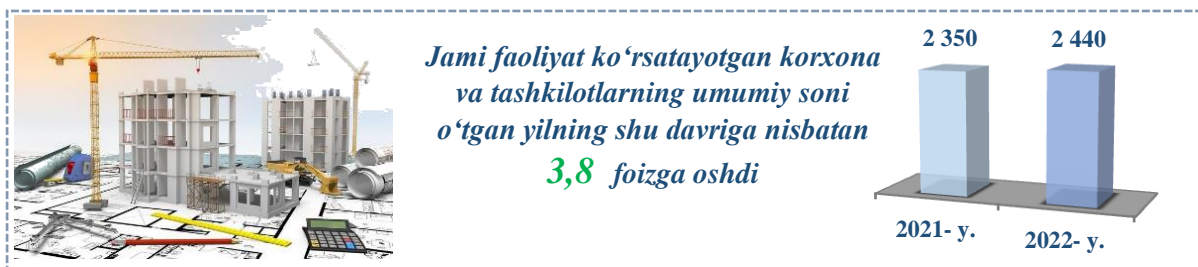 Jami faoliyat ko‘rsatayotgan korxona
va tashkilotlarning umumiy soni
o‘tgan yilning shu davriga nisbatan
3,8 foizga oshdi
2 350
2 440
2021- y.
2022- y.